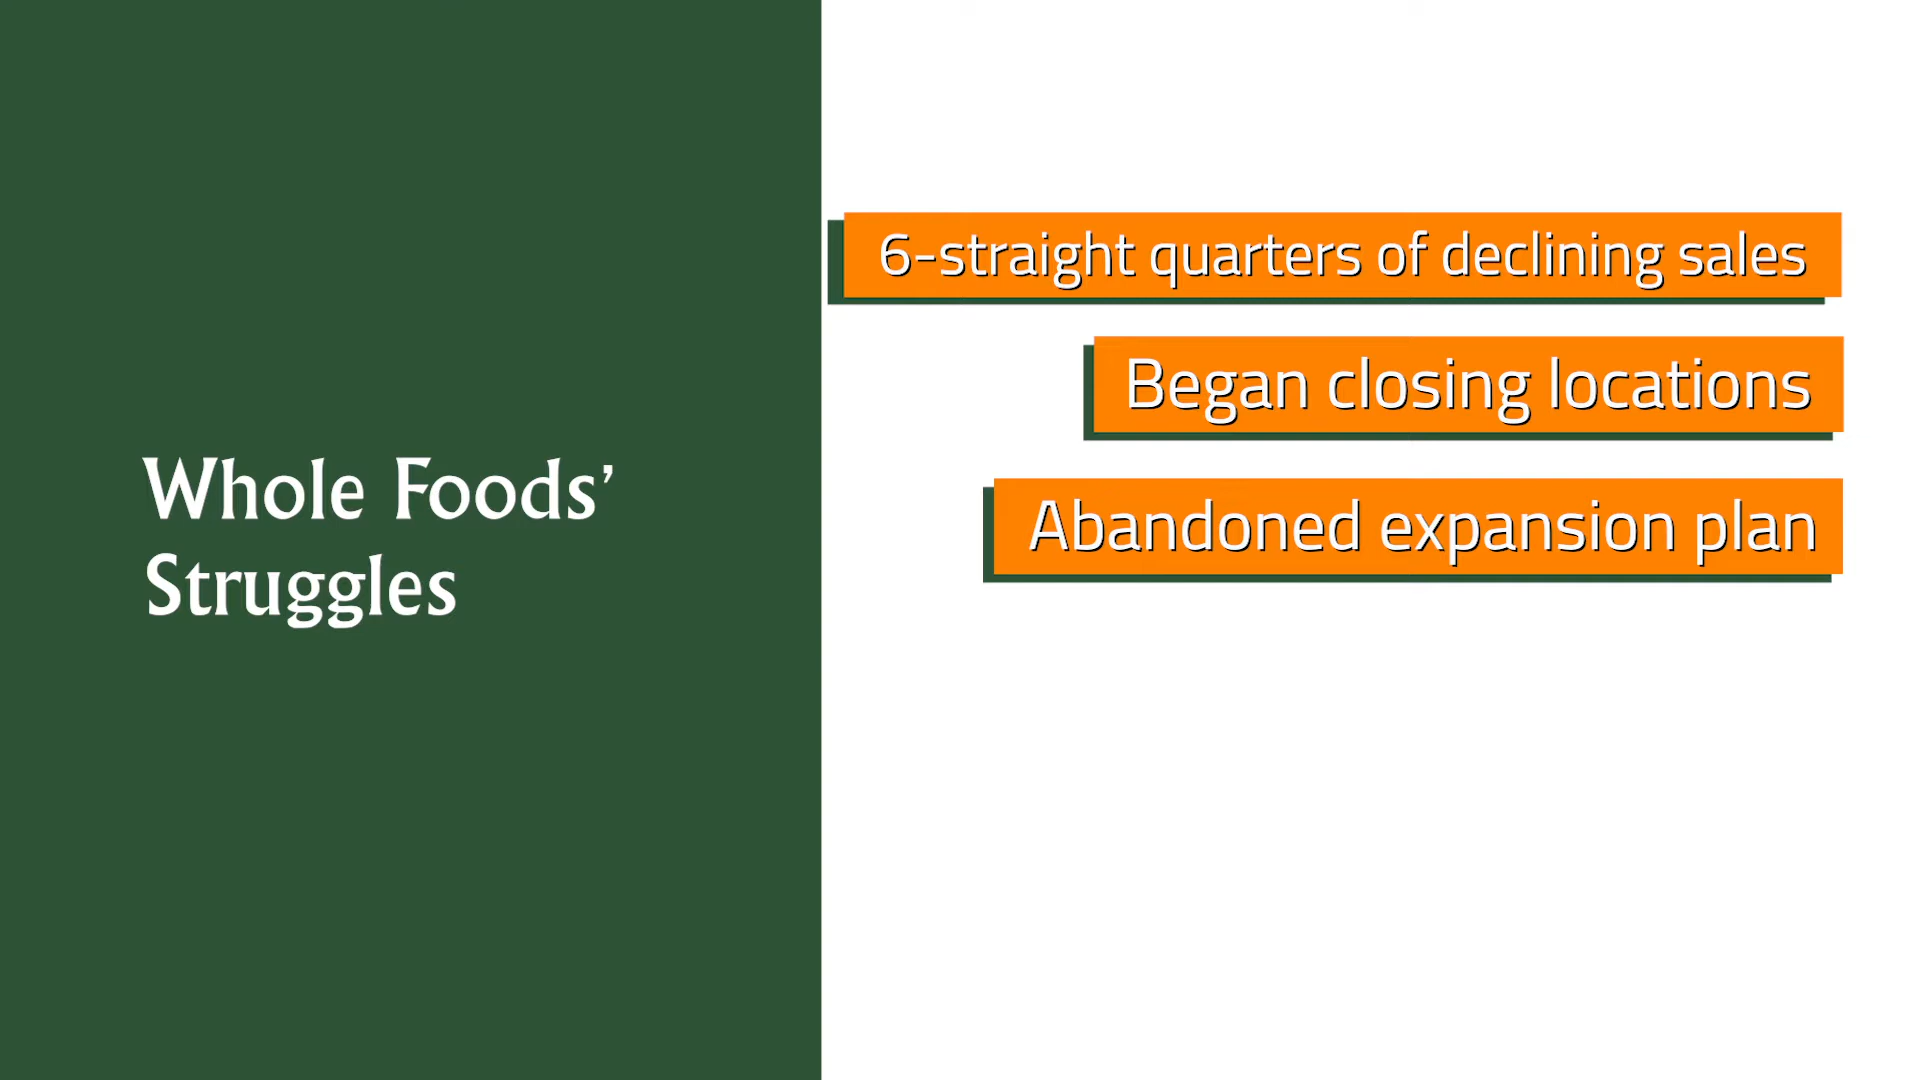 Whole Foods’
Struggles
6-straight quarters of declining sales
Began closing locations
Abandoned expansion plan